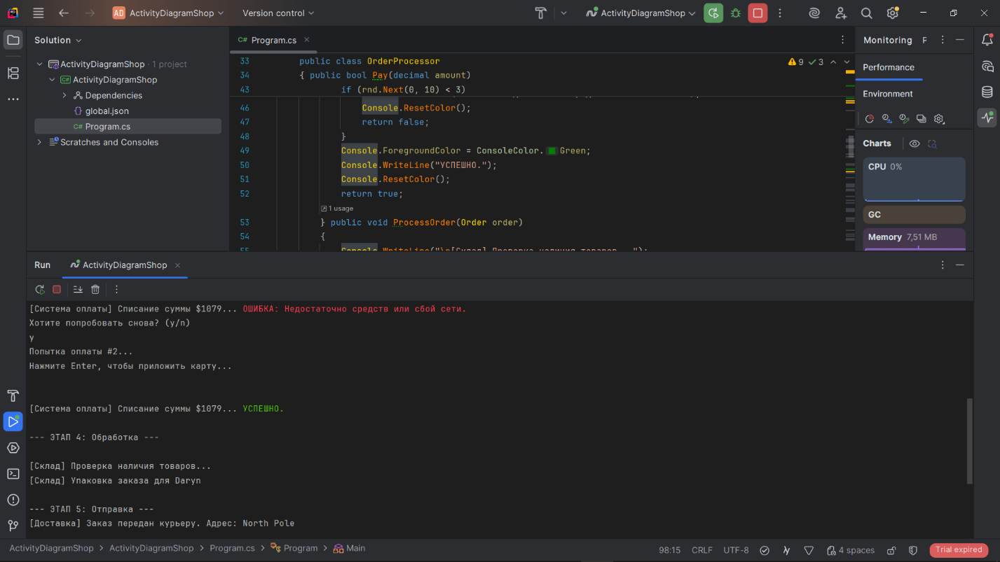 AD ActivityDiagramShop Version control ActivityDiagramShop
Solution
ActivityDiagramShop · 1 project
C# ActivityDiagramShop
Dependencies
{} global.json
C# Program.cs
Scratches and Consoles
C# Program.cs
33 public class OrderProcessor
34 { public bool Pay(decimal amount)
43 if (rnd.Next(0, 10) < 3)
46 Console.ResetColor();
47 return false;
48 }
49 Console.ForegroundColor = ConsoleColor. Green;
50 Console.WriteLine("УСПЕШНО.");
51 Console.ResetColor();
52 return true;
1 usage
53 } public void ProcessOrder(Order order)
54 {
55 Console.WriteLine("\n[Склад] Проверка наличия товаров...");
9 3
Monitoring P
Performance
Environment
Charts
CPU 0%
GC
Memory 7,51 MB
Run ActivityDiagramShop
[Система оплаты] Списание суммы $1079... ОШИБКА: Недостаточно средств или сбой сети.
Хотите попробовать снова? (y/n)
y
Попытка оплаты #2...
Нажмите Enter, чтобы приложить карту...
[Система оплаты] Списание суммы $1079... УСПЕШНО.
--- ЭТАП 4: Обработка ---
[Склад] Проверка наличия товаров...
[Склад] Упаковка заказа для Daryn
--- ЭТАП 5: Отправка ---
[Доставка] Заказ передан курьеру. Адрес: North Pole
ActivityDiagramShop > ActivityDiagramShop > Program.cs > Program > Main
98:15 CRLF UTF-8 4 spaces Trial expired